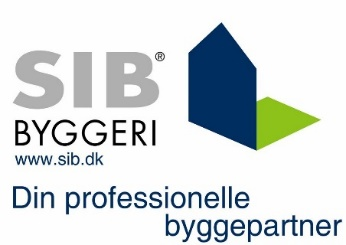 SIB®
BYGGERI
www.sib.dk
Din professionelle
byggepartner